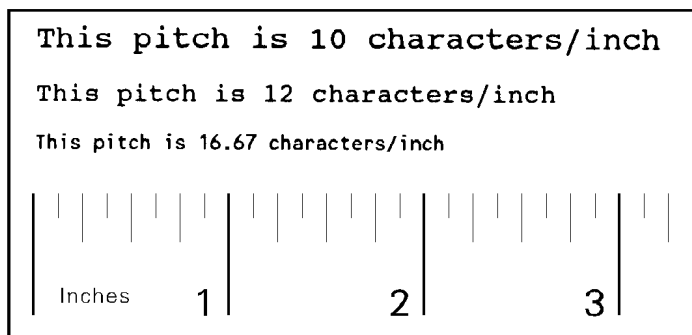 This pitch is 10 characters/inch
This pitch is 12 characters/inch
This pitch is 16.67 characters/inch
Inches 1 2 3